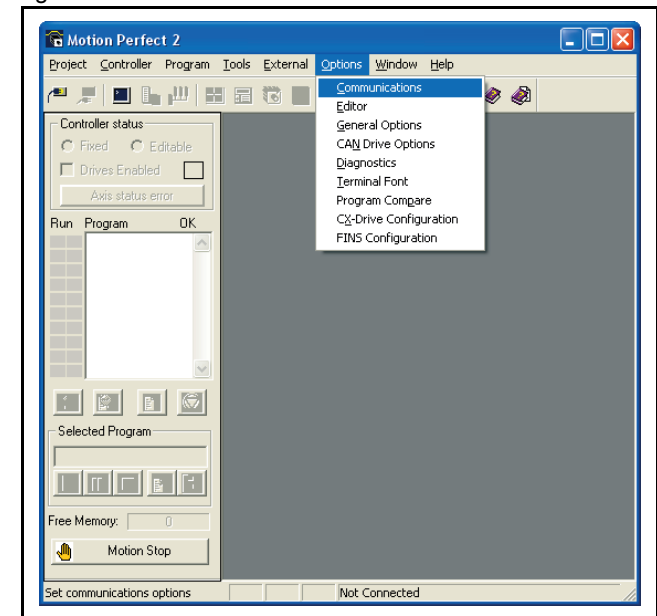 Motion Perfect 2
Project Controller Program Tools External Options Window Help
Communications
Editor
General Options
CAN Drive Options
Diagnostics
Terminal Font
Program Compare
CX-Drive Configuration
FINS Configuration
Controller status
Fixed Editable
Drives Enabled
Axis status error
Run Program OK
Selected Program
Free Memory: 0
Motion Stop
Set communications options Not Connected